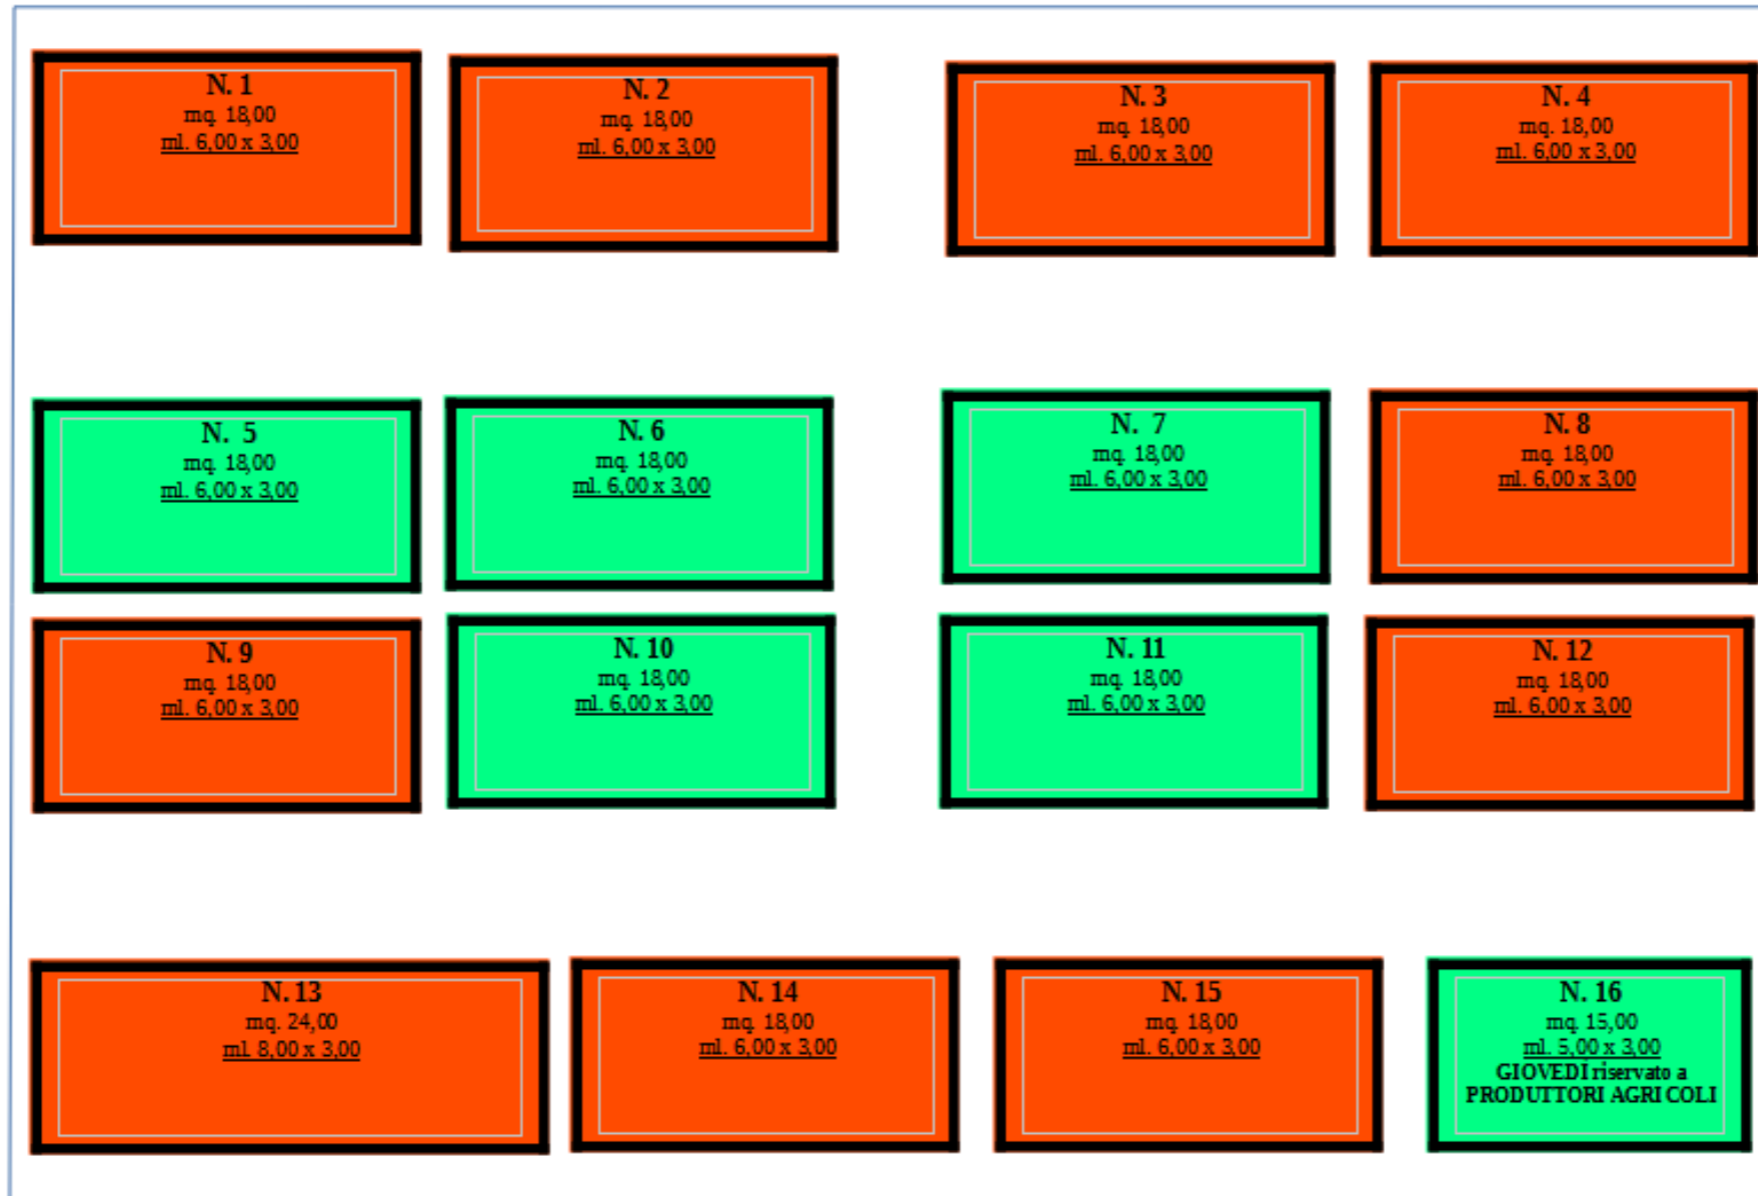 N. 1
mq. 18,00
ml. 6,00 x 3,00
N. 2
mq. 18,00
ml. 6,00 x 3,00
N. 3
mq. 18,00
ml. 6,00 x 3,00
N. 4
mq. 18,00
ml. 6,00 x 3,00
N. 5
mq. 18,00
ml. 6,00 x 3,00
N. 6
mq. 18,00
ml. 6,00 x 3,00
N. 7
mq. 18,00
ml. 6,00 x 3,00
N. 8
mq. 18,00
ml. 6,00 x 3,00
N. 9
mq. 18,00
ml. 6,00 x 3,00
N. 10
mq. 18,00
ml. 6,00 x 3,00
N. 11
mq. 18,00
ml. 6,00 x 3,00
N. 12
mq. 18,00
ml. 6,00 x 3,00
N. 13
mq. 24,00
ml 8,00 x 3,00
N. 14
mq. 18,00
ml. 6,00 x 3,00
N. 15
mq. 18,00
ml. 6,00 x 3,00
N. 16
mq. 15,00
ml. 5,00 x 3,00
GIOVEDÌ riservato a
PRODUTTORI AGRICOLI